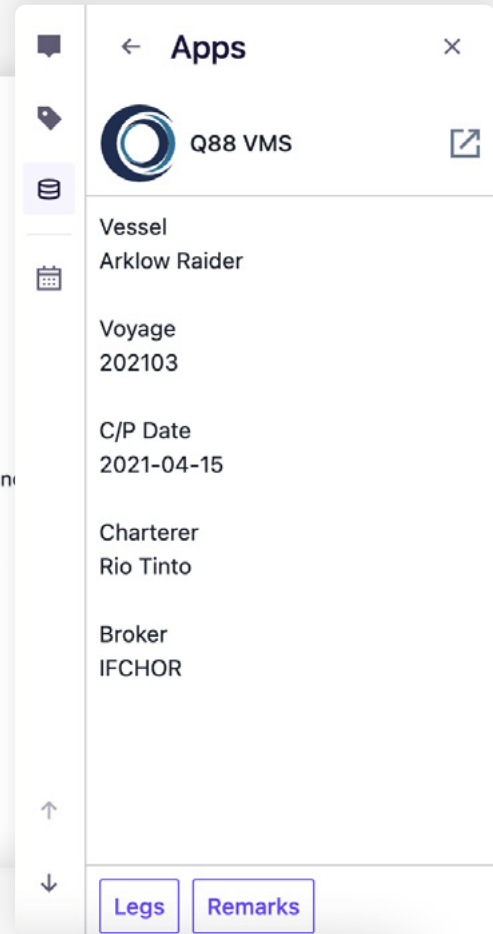 Apps
Q88 VMS
Vessel
Arklow Raider
Voyage
202103
C/P Date
2021-04-15
Charterer
Rio Tinto
Broker
IFCHOR
Legs
Remarks